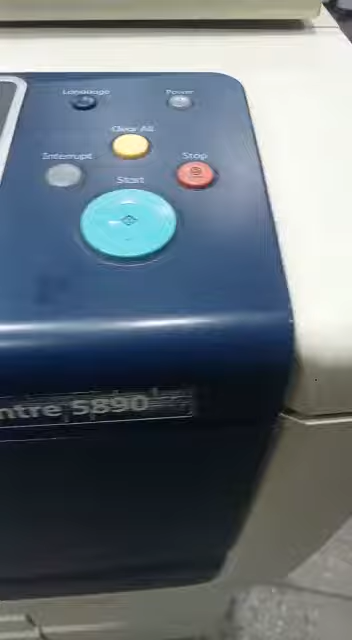 Language
Power
Clear All
Interrupt
Stop
Start
ntre 5890